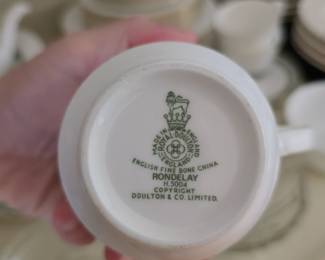 MADE IN ENGLAND
ROYAL DOULTON
ENGLAND
ENGLISH FINE BONE CHINA
RONDELAY
H.5004
COPYRIGHT
DOULTON & CO. LIMITED.